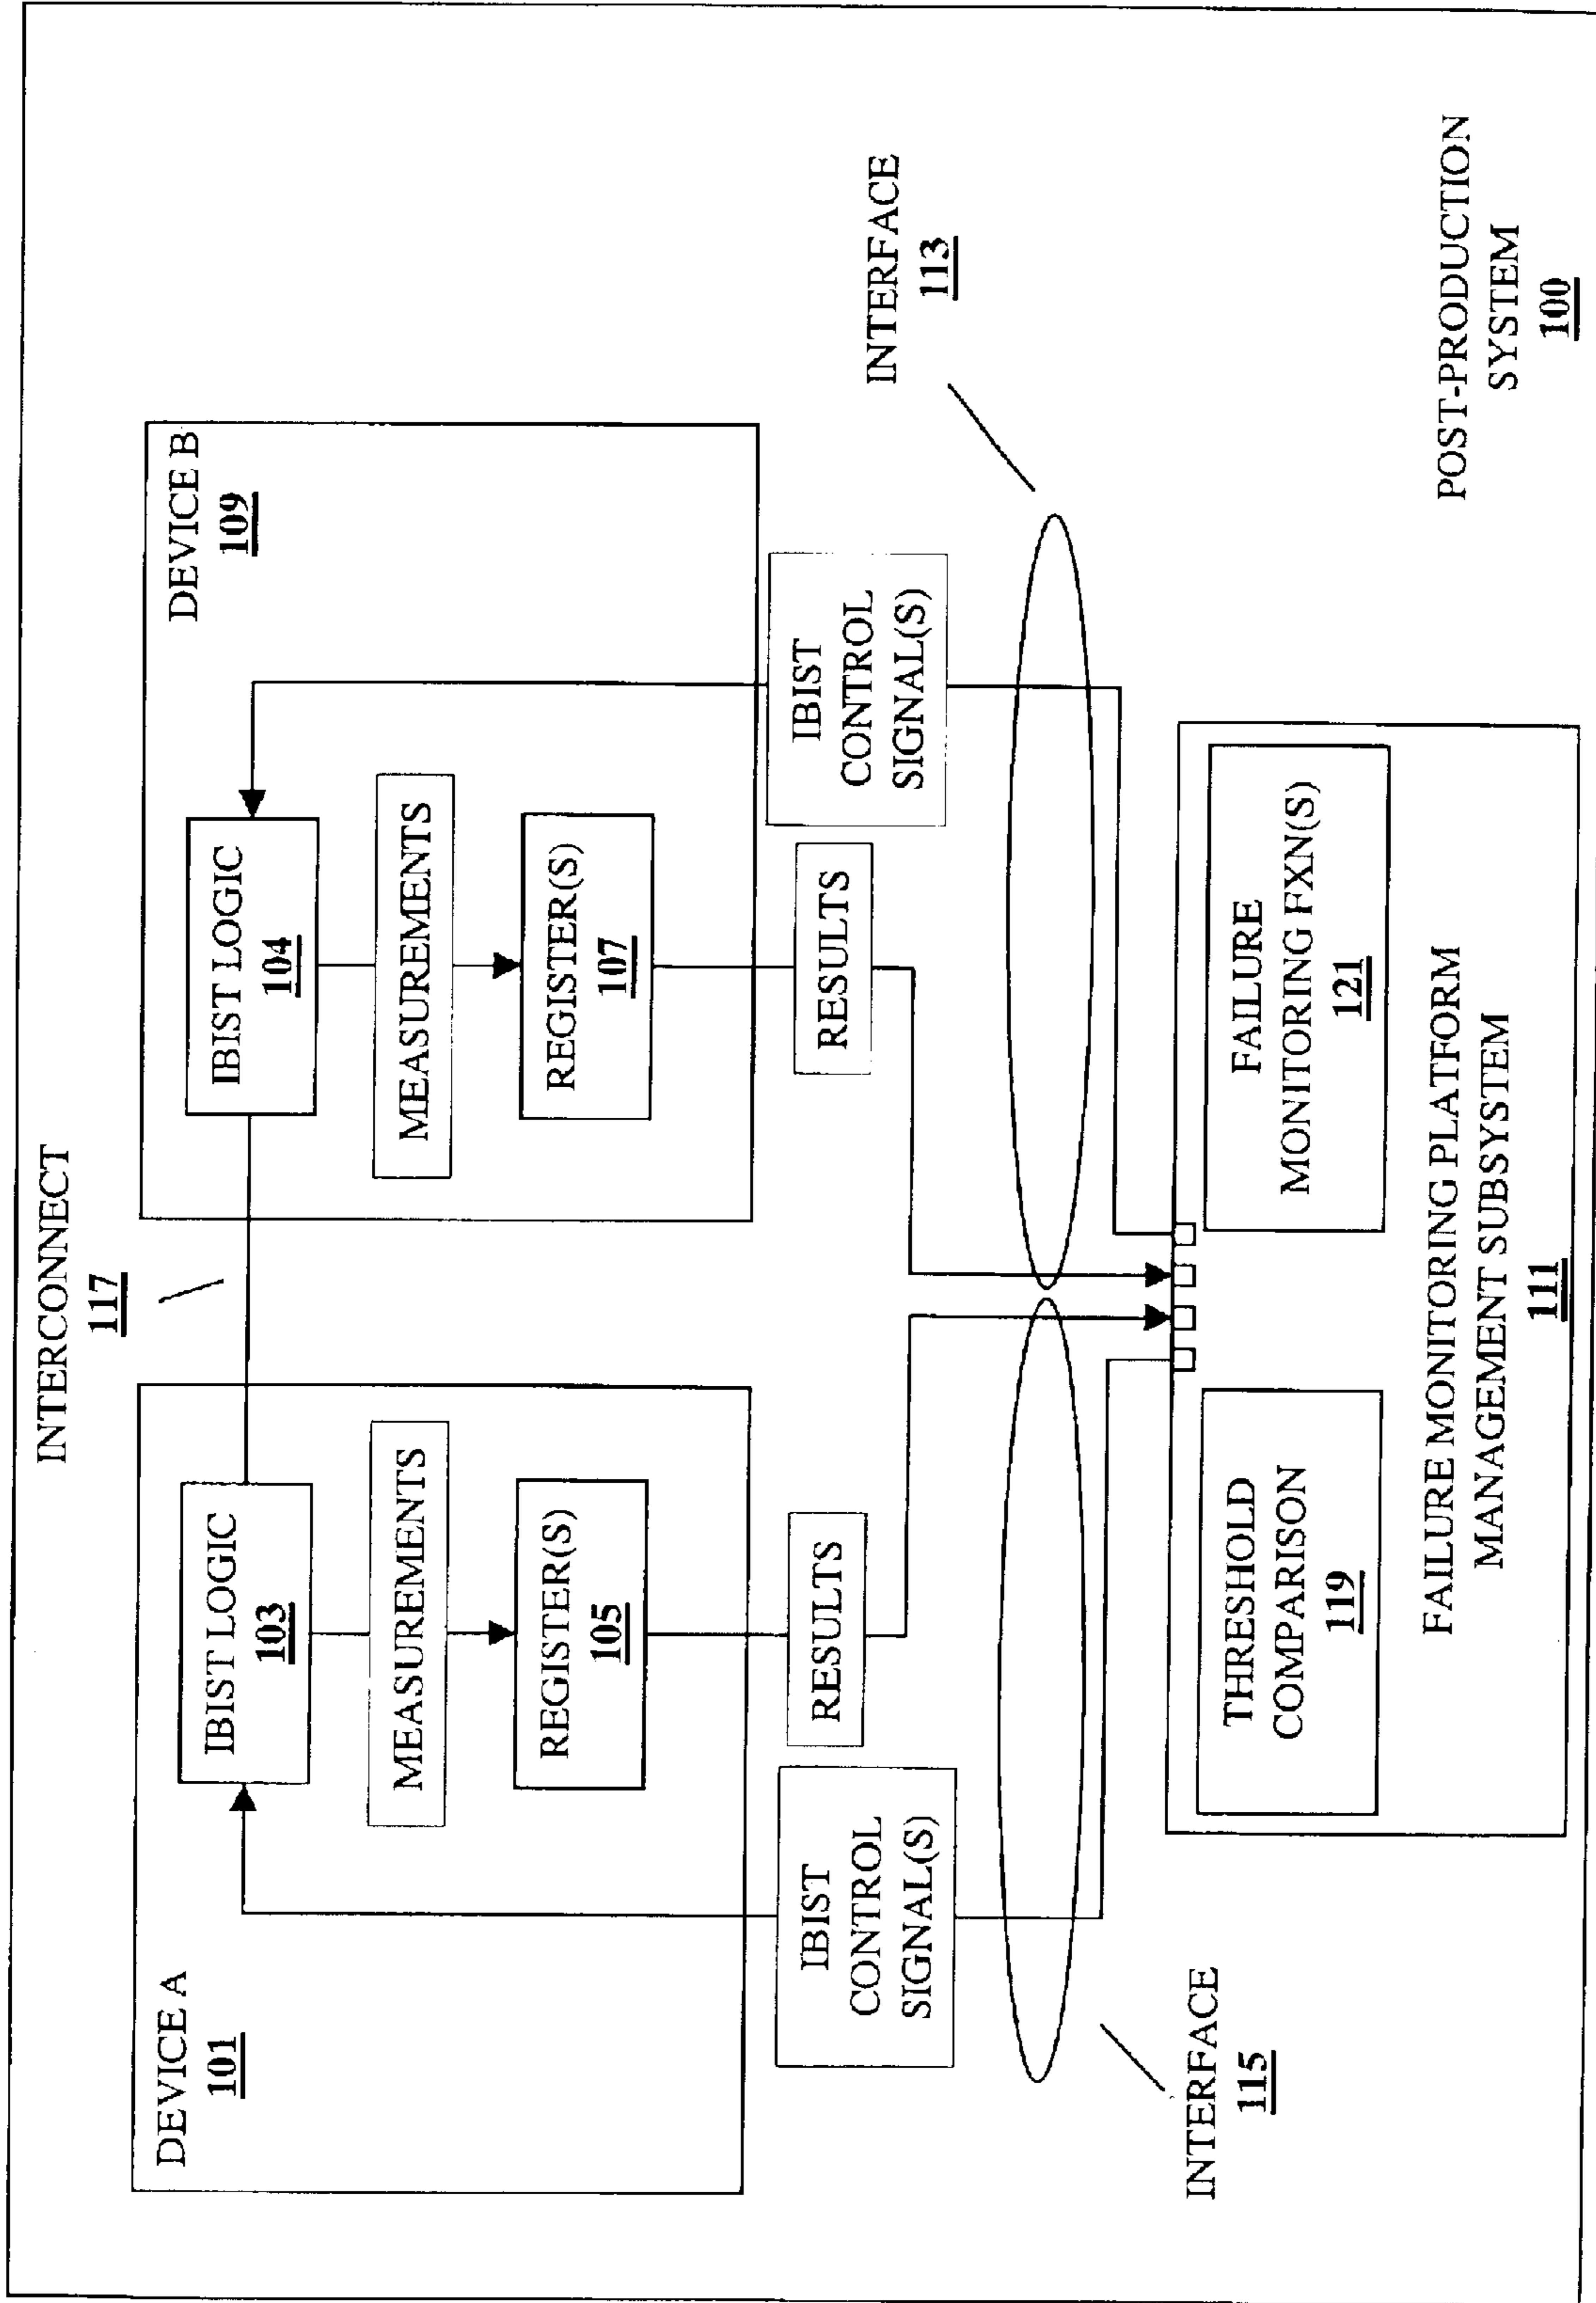 INTERCONNECT
117
DEVICE A
101
IBIST LOGIC
103
MEASUREMENTS
REGISTER(S)
105
DEVICE B
109
IBIST LOGIC
104
MEASUREMENTS
REGISTER(S)
107
IBIST
CONTROL
SIGNAL(S)
RESULTS
RESULTS
IBIST
CONTROL
SIGNAL(S)
INTERFACE
115
INTERFACE
113
THRESHOLD
COMPARISON
119
FAILURE
MONITORING FXN(S)
121
FAILURE MONITORING PLATFORM
MANAGEMENT SUBSYSTEM
111
POST-PRODUCTION
SYSTEM
100